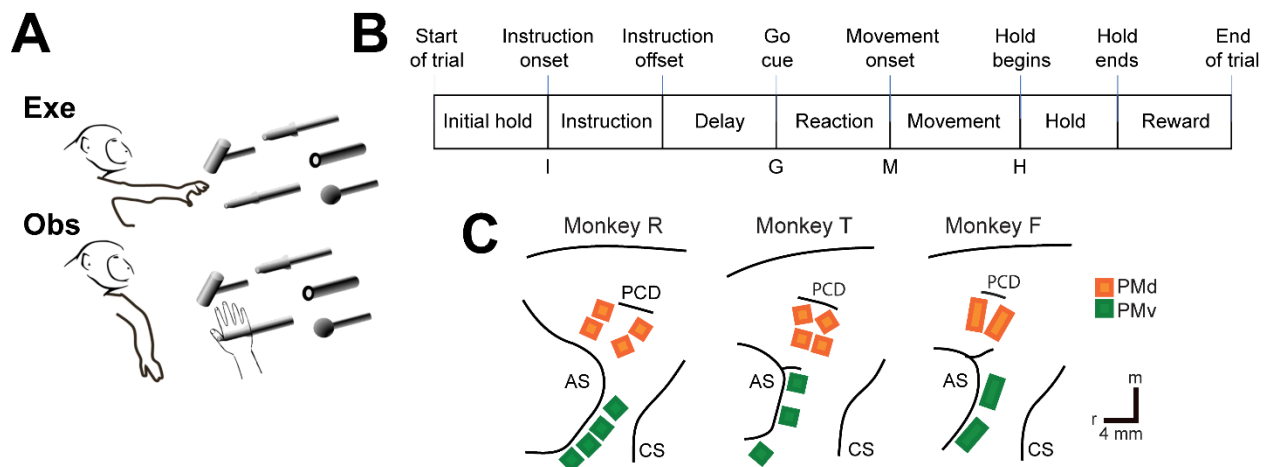 A
Exe
Obs
B
Start of trial
Instruction onset
Instruction offset
Go cue
Movement onset
Hold begins
Hold ends
End of trial
Initial hold
Instruction
Delay
Reaction
Movement
Hold
Reward
I
G
M
H
C
Monkey R
Monkey T
Monkey F
PCD
PCD
PCD
PMd
PMv
AS
AS
AS
CS
CS
CS
m
r
4 mm